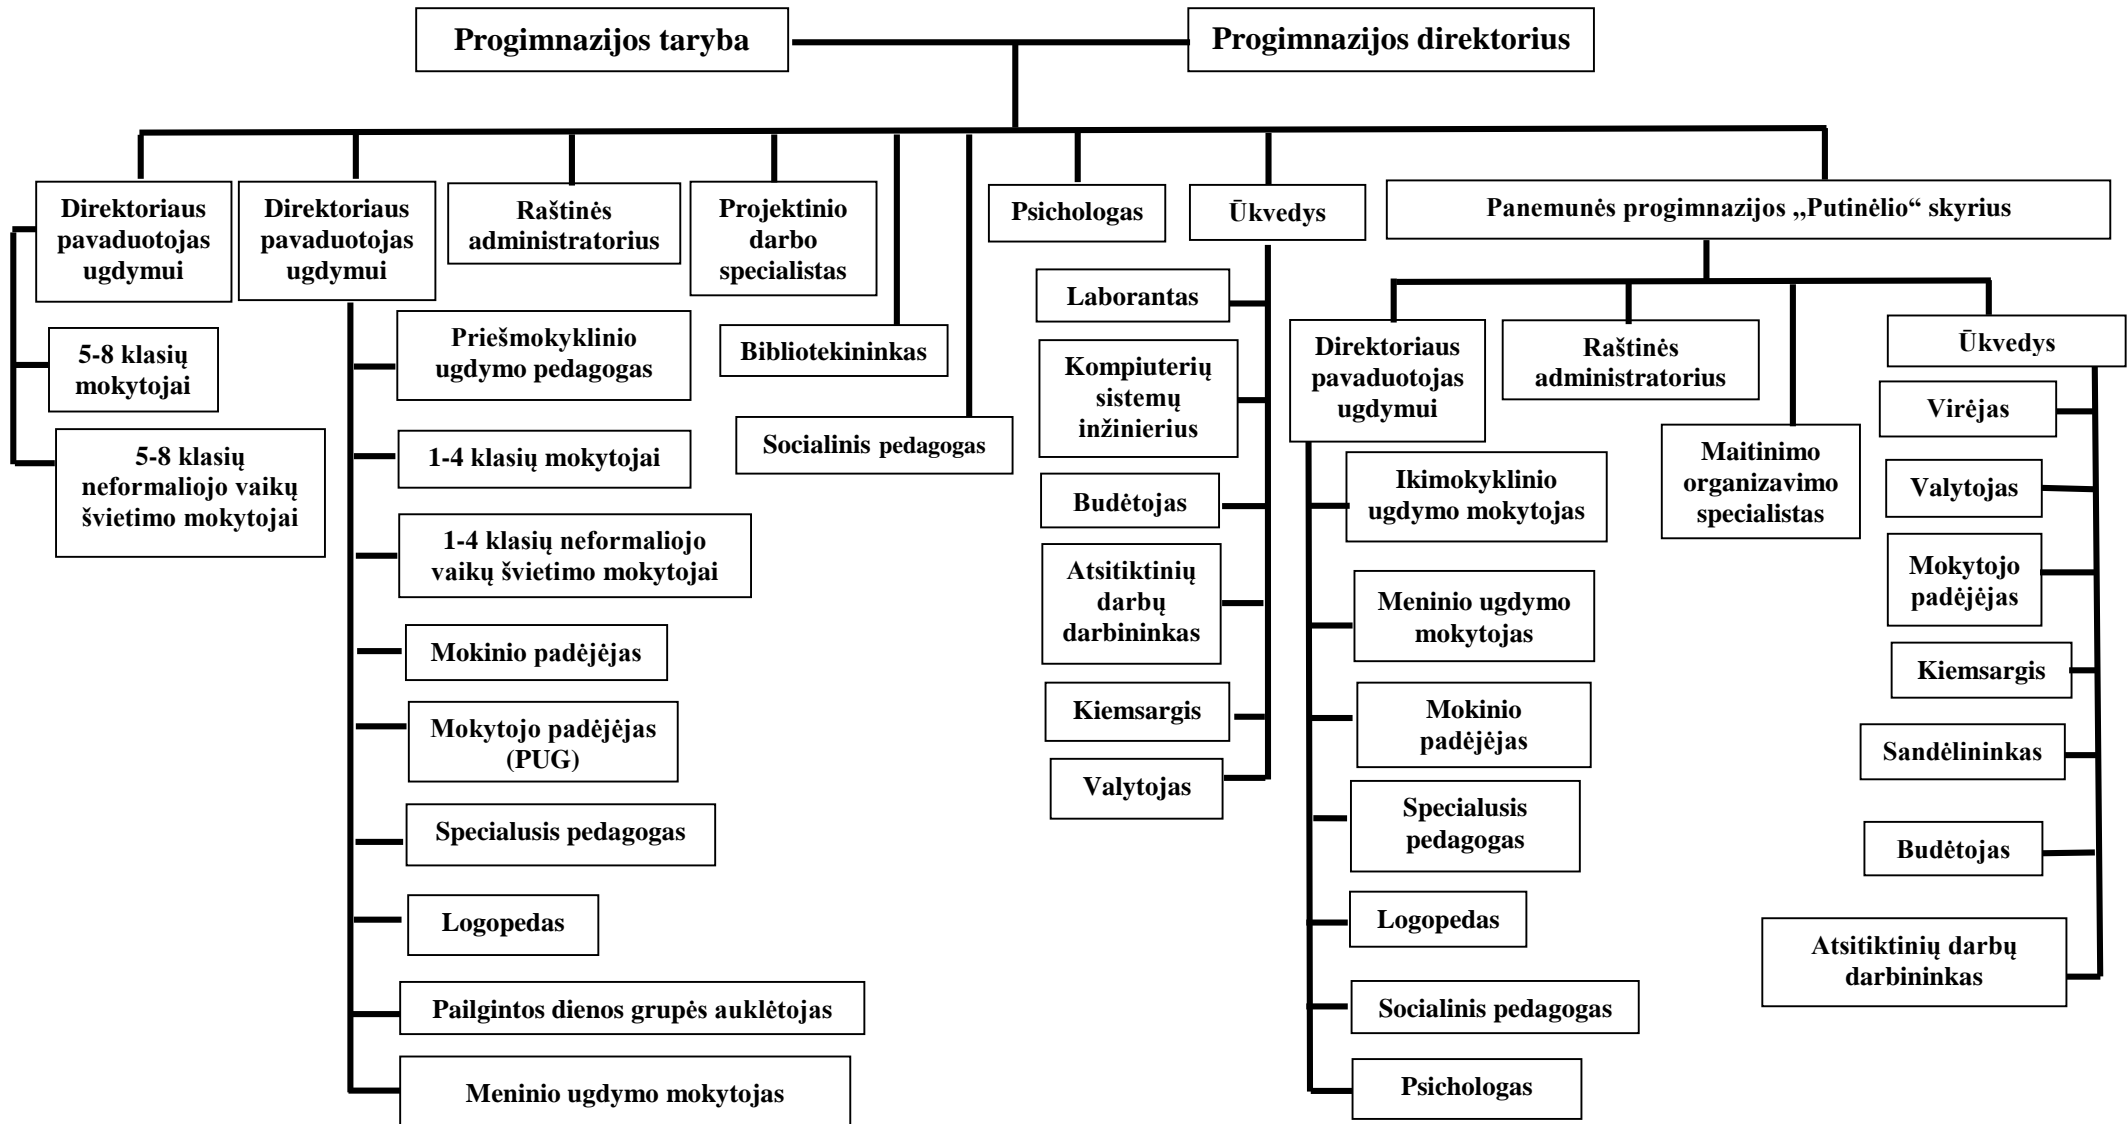 Progimnazijos taryba
Progimnazijos direktorius
Direktoriaus
pavaduotojas
ugdymui
Direktoriaus
pavaduotojas
ugdymui
Raštinės
administratorius
Projektinio
darbo
specialistas
Psichologas
Ūkvedys
Panemunės progimnazijos „Putinėlio“ skyrius
5-8 klasių
mokytojai
5-8 klasių
neformaliojo vaikų
švietimo mokytojai
Priešmokyklinio
ugdymo pedagogas
1-4 klasių mokytojai
1-4 klasių neformaliojo
vaikų švietimo mokytojai
Mokinio padėjėjas
Mokytojo padėjėjas
(PUG)
Specialusis pedagogas
Logopedas
Pailgintos dienos grupės auklėtojas
Meninio ugdymo mokytojas
Bibliotekininkas
Socialinis pedagogas
Laborantas
Kompiuterių
sistemų
inžinierius
Budėtojas
Atsitiktinių
darbų
darbininkas
Kiemsargis
Valytojas
Direktoriaus
pavaduotojas
ugdymui
Raštinės
administratorius
Maitinimo
organizavimo
specialistas
Ūkvedys
Ikimokyklinio
ugdymo mokytojas
Meninio ugdymo
mokytojas
Mokinio
padėjėjas
Specialusis
pedagogas
Logopedas
Socialinis pedagogas
Psichologas
Virėjas
Valytojas
Mokytojo
padėjėjas
Kiemsargis
Sandėlininkas
Budėtojas
Atsitiktinių darbų
darbininkas